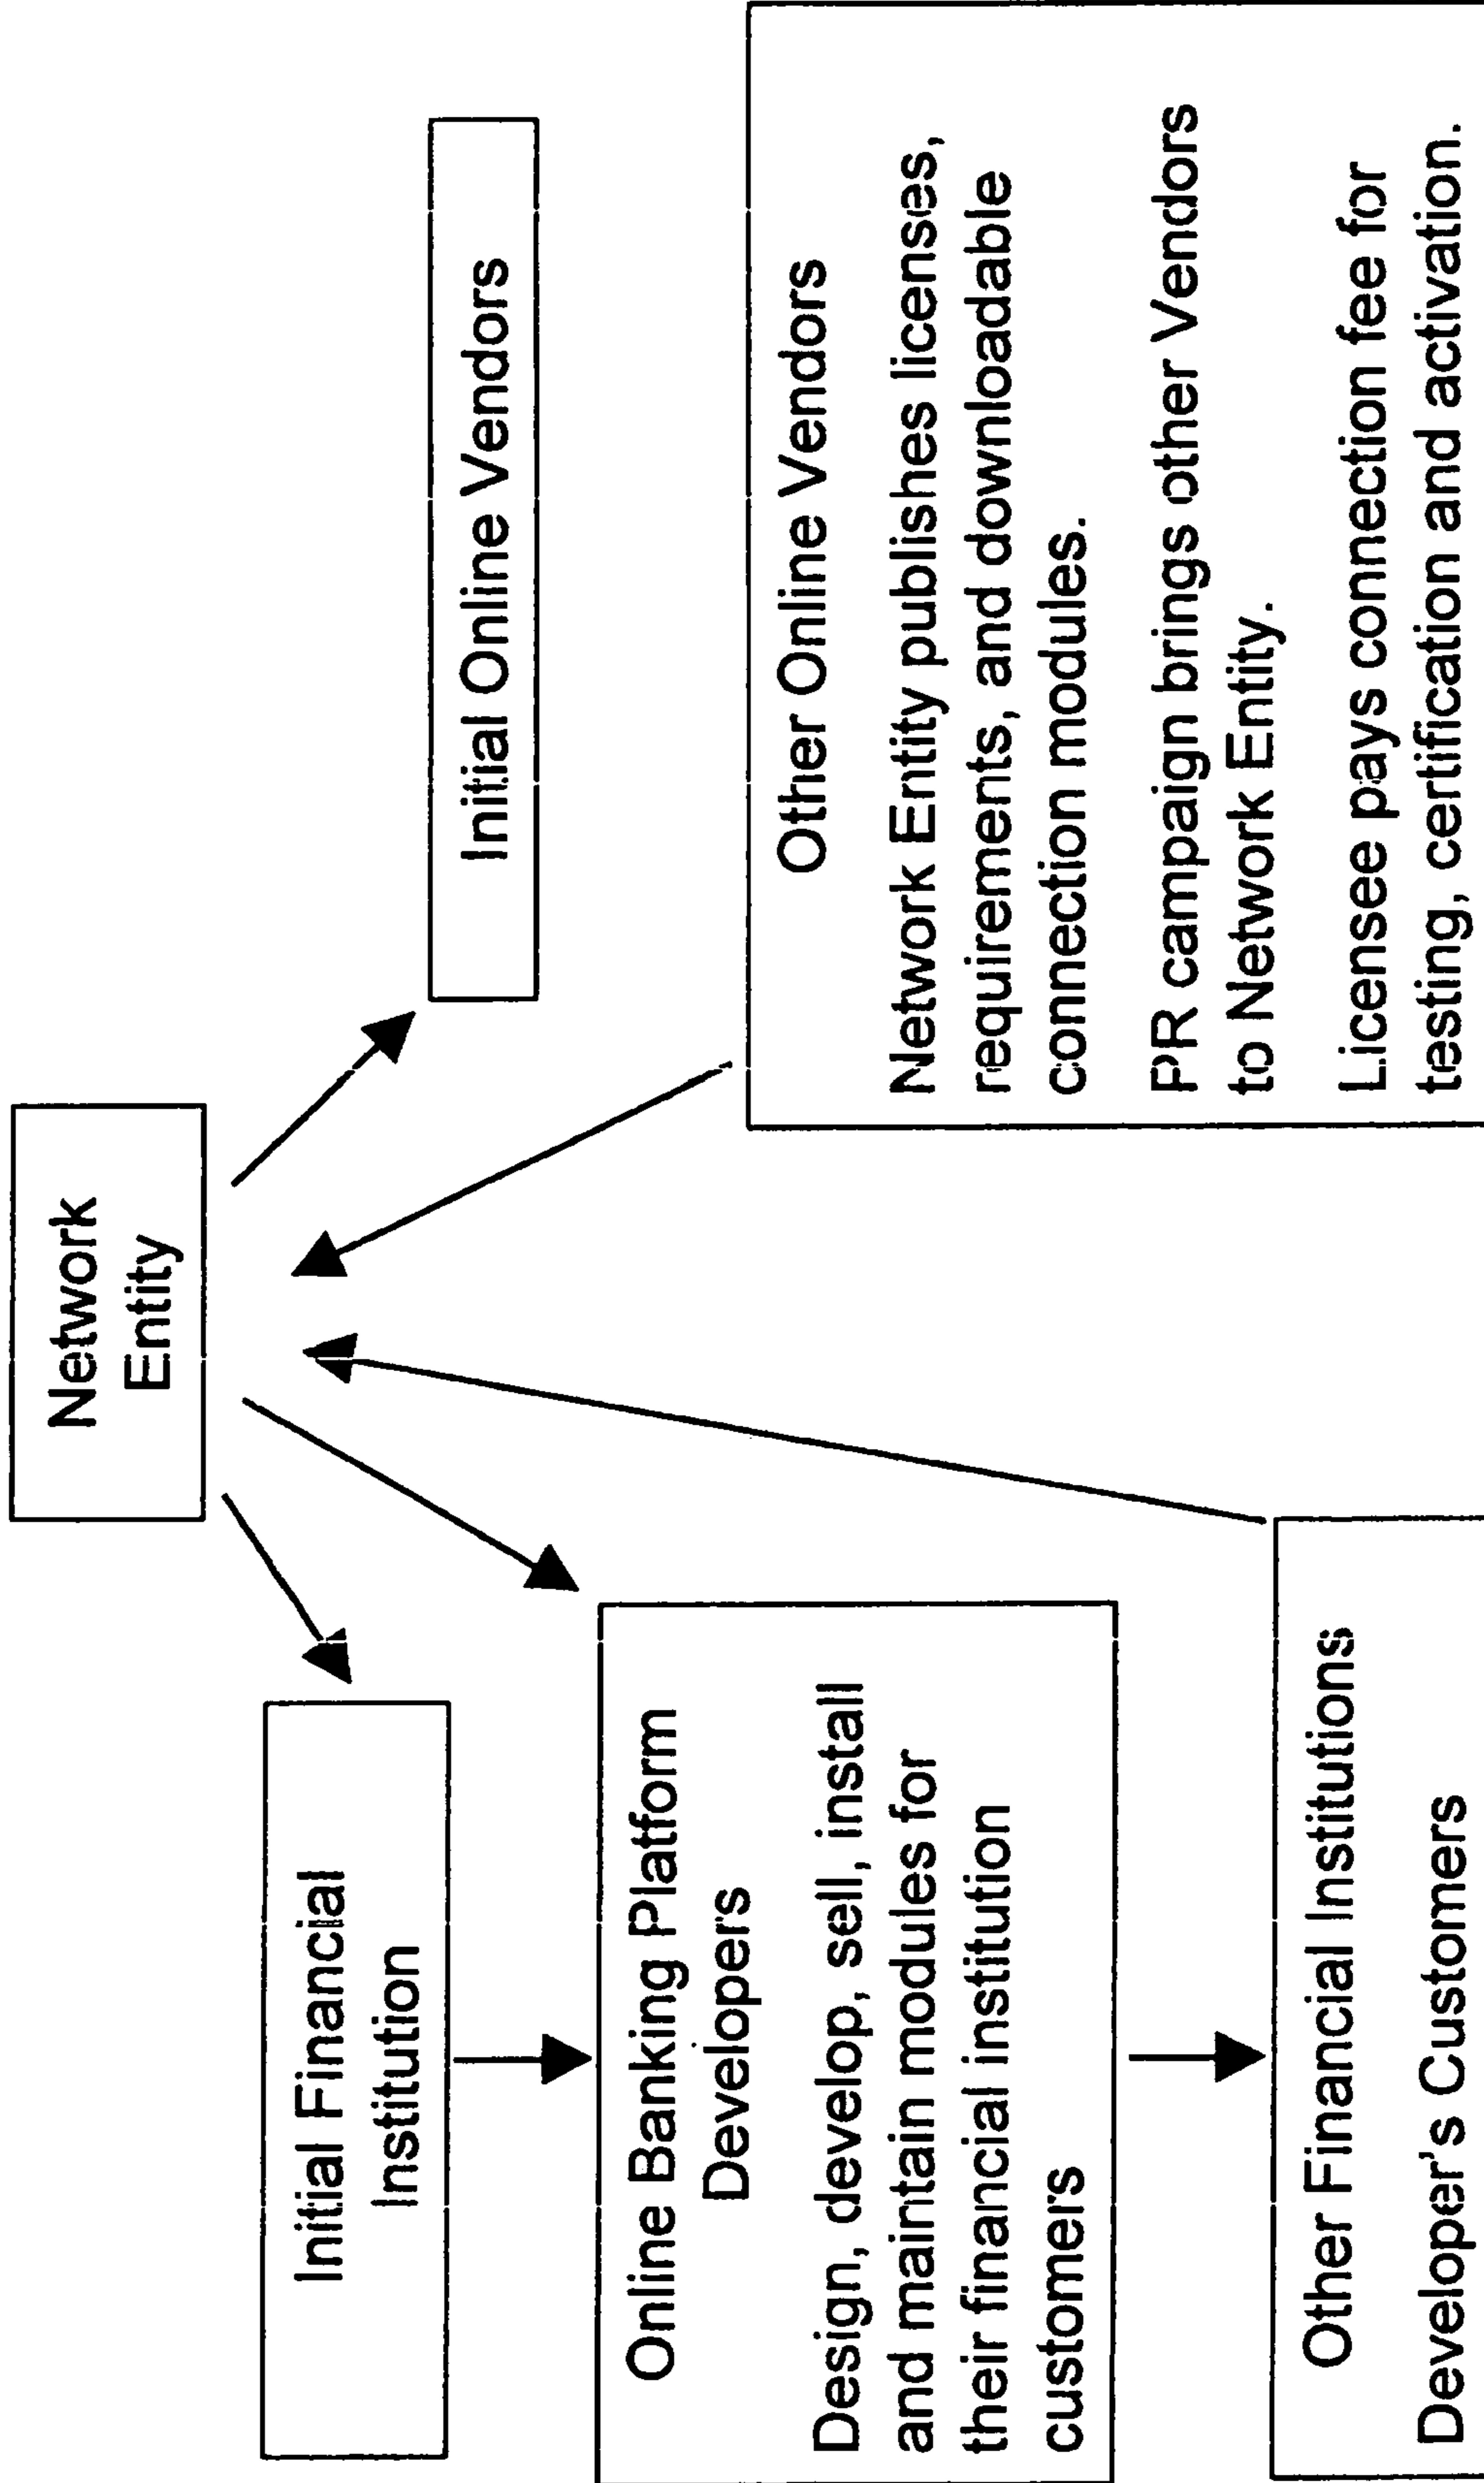 Network
Entity
Initial Financial
Institution
Initial Online Vendors
Online Banking Platform
Developers
Design, develop, sell, install
and maintain modules for
their financial institution
customers
Other Online Vendors
Network Entity publishes licenses,
requirements, and downloadable
connection modules.
PR campaign brings other Vendors
to Network Entity.
Licensee pays connection fee for
testing, certification and activation.
Other Financial Institutions
Developer's Customers